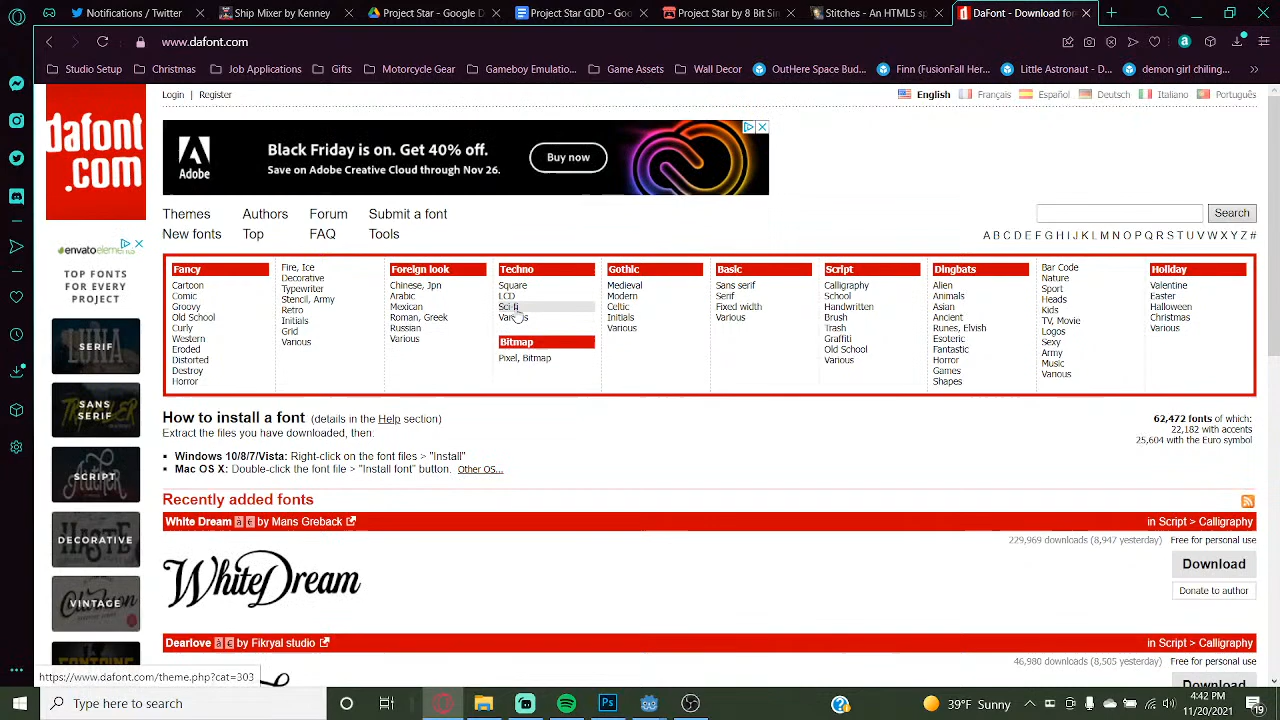 Notifications / Twitter
Ship Mixer by
Project Star - Google D
Project Star GDD - Goo
Project Star by 8 Bit Sin
Stitches - An HTML5 sp
DaFont - Download fo
www.dafont.com
Studio Setup
Christmas
Job Applications
Gifts
Motorcycle Gear
Gameboy Emulation...
Game Assets
Wall Decor
OutHere Space Bud...
Finn (FusionFall Her...
Little Astronaut - D...
demon girl chiling...
dafont
.com
Login | Register
English
Français
Español
Deutsch
Italiano
Português
Adobe
Black Friday is on. Get 40% off.
Save on Adobe Creative Cloud through Nov 26.
Buy now
Themes
Authors
Forum
Submit a font
New fonts
Top
FAQ
Tools
Search
A B C D E F G H I J K L M N O P Q R S T U V W X Y Z #
envatoelements
TOP FONTS
FOR EVERY
PROJECT
SERIF
SANS
SERIF
SCRIPT
DECORATIVE
VINTAGE
Fancy
Cartoon
Comic
Groovy
Old School
Curly
Western
Eroded
Distorted
Destroy
Horror
Fire, Ice
Decorative
Typewriter
Stencil, Army
Retro
Initials
Grid
Various
Foreign look
Chinese, Jpn
Arabic
Mexican
Roman, Greek
Russian
Various
Techno
Square
LCD
Sci-fi
Various
Bitmap
Pixel, Bitmap
Gothic
Medieval
Modern
Celtic
Initials
Various
Basic
Sans serif
Serif
Fixed width
Various
Script
Calligraphy
School
Handwritten
Brush
Trash
Graffiti
Old School
Various
Dingbats
Alien
Animals
Asian
Ancient
Runes, Elvish
Esoteric
Fantastic
Horror
Games
Shapes
Bar Code
Nature
Sport
Heads
Kids
TV, Movie
Logos
Sexy
Army
Music
Various
Holiday
Valentine
Easter
Halloween
Christmas
Various
How to install a font (details in the Help section)
Extract the files you have downloaded, then:
Windows 10/8/7/Vista: Right-click on the font files > "Install"
Mac OS X: Double-click the font file > "Install font" button. Other OS...
62,472 fonts of which:
22,182 with accents
25,604 with the Euro symbol
Recently added fonts
White Dream à € by Mans Greback
in Script > Calligraphy
229,969 downloads (8,947 yesterday)
Free for personal use
WhiteDream
Download
Donate to author
Dearlove à € by Fikryal studio
in Script > Calligraphy
46,980 downloads (8,505 yesterday)
Free for personal use
Download
https://www.dafont.com/theme.php?cat=303
Type here to search
Ps
39°F Sunny
4:42 PM
11/20/2021